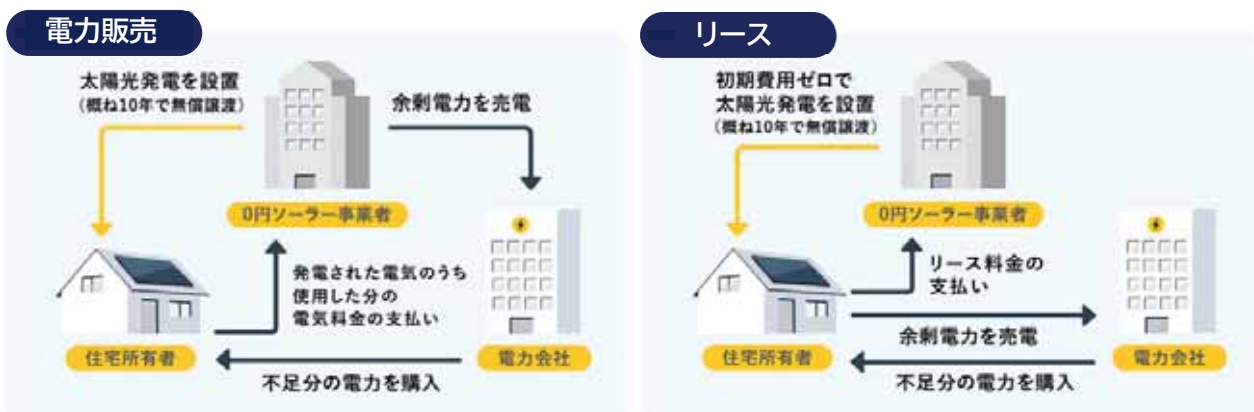 電力販売
太陽光発電を設置
（概ね10年で無償譲渡）
余剰電力を売電
0円ソーラー事業者
発電された電気のうち
使用した分の
電気料金の支払い
住宅所有者
電力会社
不足分の電力を購入
リース
初期費用ゼロで
太陽光発電を設置
（概ね10年で無償譲渡）
0円ソーラー事業者
リース料金の
支払い
余剰電力を売電
住宅所有者
電力会社
不足分の電力を購入